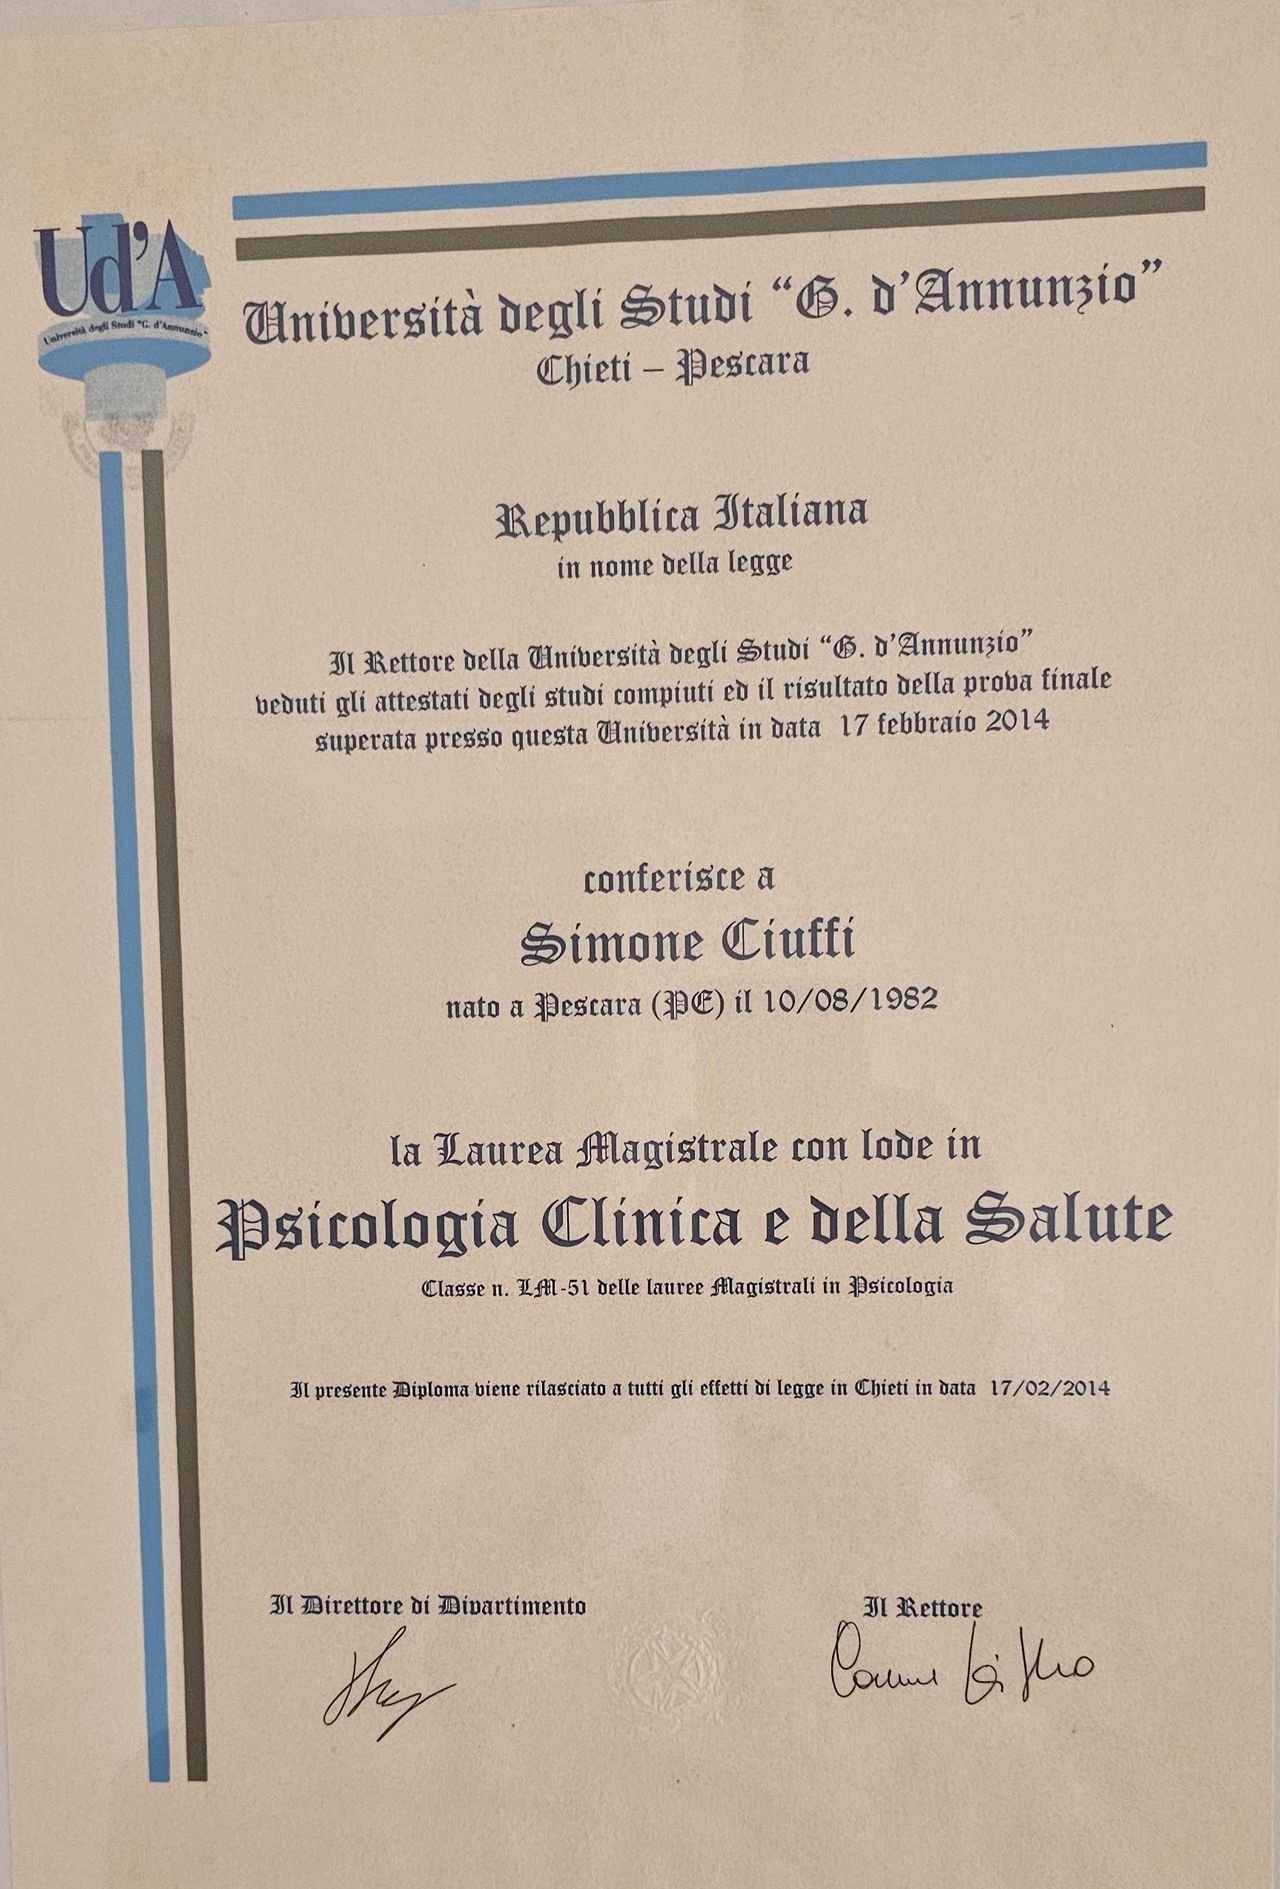 Ud'A
Università degli Studi "G. d'Annunzio"
Università degli Studi “G. d’Annunzio”
Chieti – Pescara
Repubblica Italiana
in nome della legge
Il Rettore della Università degli Studi “G. d’Annunzio”
veduti gli attestati degli studi compiuti ed il risultato della prova finale
superata presso questa Università in data 17 febbraio 2014
conferisce a
Simone Ciuffi
nato a Pescara (PE) il 10/08/1982
la Laurea Magistrale con lode in
Psicologia Clinica e della Salute
Classe n. LM-51 delle lauree Magistrali in Psicologia
Il presente Diploma viene rilasciato a tutti gli effetti di legge in Chieti in data 17/02/2014
Il Direttore di Dipartimento
Il Rettore